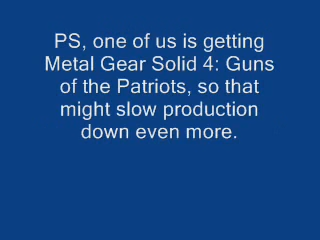 PS, one of us is getting
Metal Gear Solid 4: Guns
of the Patriots, so that
might slow production
down even more.